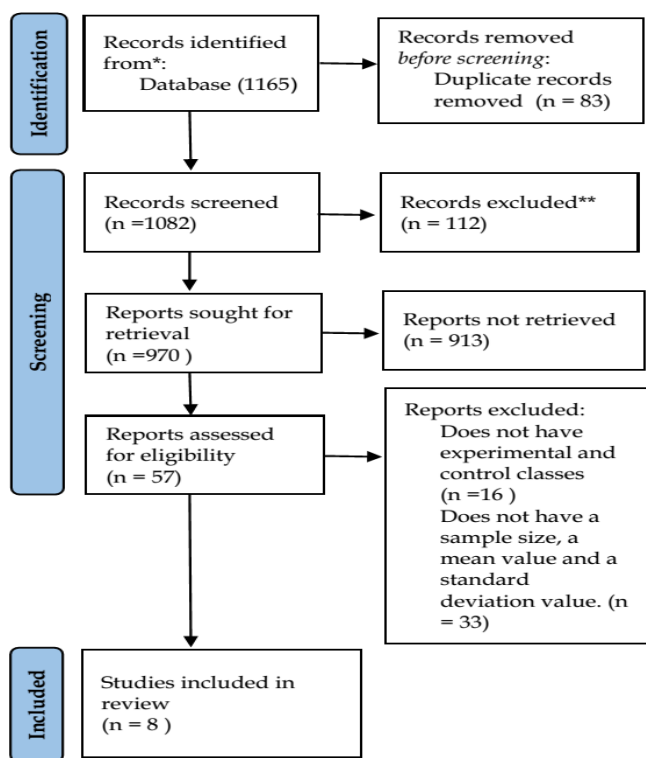 Identification
Records identified
from*:
Database (1165)
Records removed
before screening:
Duplicate records
removed (n = 83)
Screening
Records screened
(n =1082)
Records excluded**
(n = 112)
Reports sought for
retrieval
(n =970 )
Reports not retrieved
(n = 913)
Reports assessed
for eligibility
(n = 57)
Reports excluded:
Does not have
experimental and
control classes
(n =16 )
Does not have a
sample size, a
mean value and a
standard
deviation value. (n
= 33)
Included
Studies included in
review
(n = 8 )